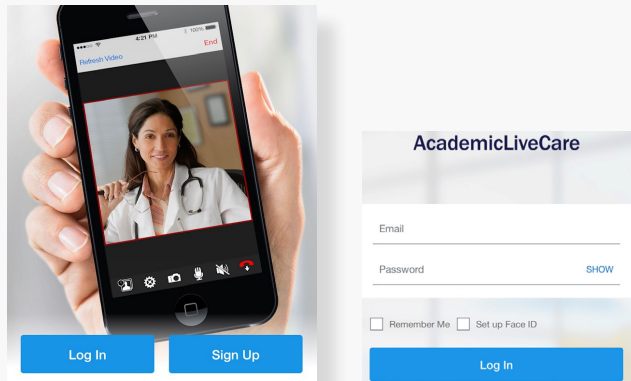 4:21 PM
100%
Refresh Video
End
Log In
Sign Up
AcademicLiveCare
Email
Password
SHOW
Remember Me
Set up Face ID
Log In